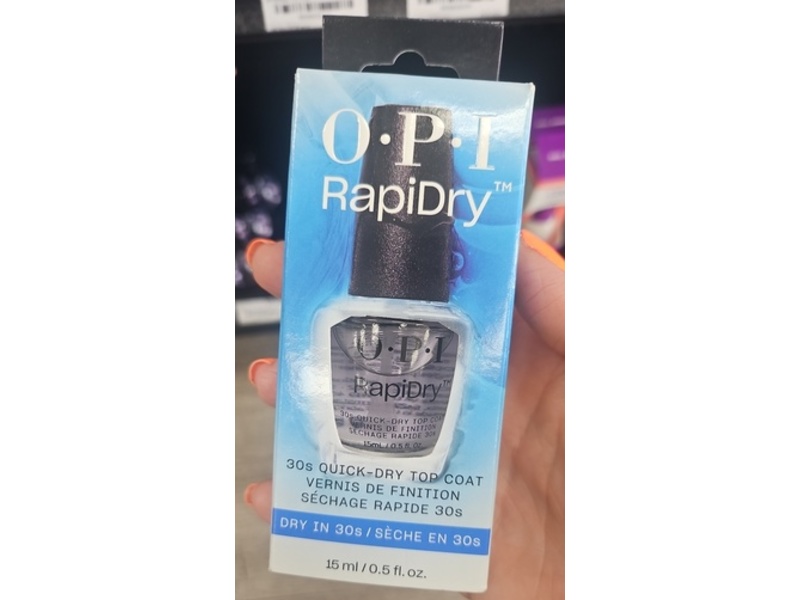 O·P·I
RapiDry™
O·P·I
RapiDry™
30s QUICK-DRY TOP COAT
VERNIS DE FINITION
SÉCHAGE RAPIDE 30s
15mL / 0.5 fl. oz.
30s QUICK-DRY TOP COAT
VERNIS DE FINITION
SÉCHAGE RAPIDE 30s
DRY IN 30s / SÈCHE EN 30s
15 ml / 0.5 fl. oz.